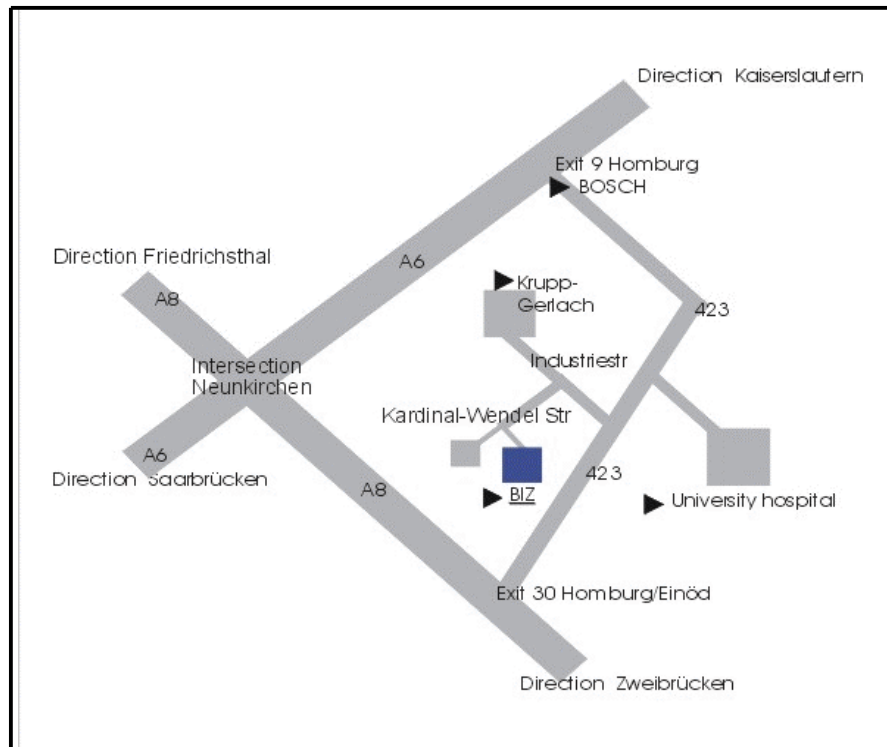 Direction Kaiserslautern
Exit 9 Homburg
BOSCH
Direction Friedrichsthal
A6
A8
Krupp-
Gerlach
423
Intersection
Neunkirchen
Industriestr
Kardinal-Wendel Str
A6
Direction Saarbrücken
A8
423
BIZ
University hospital
Exit 30 Homburg/Einöd
Direction Zweibrücken